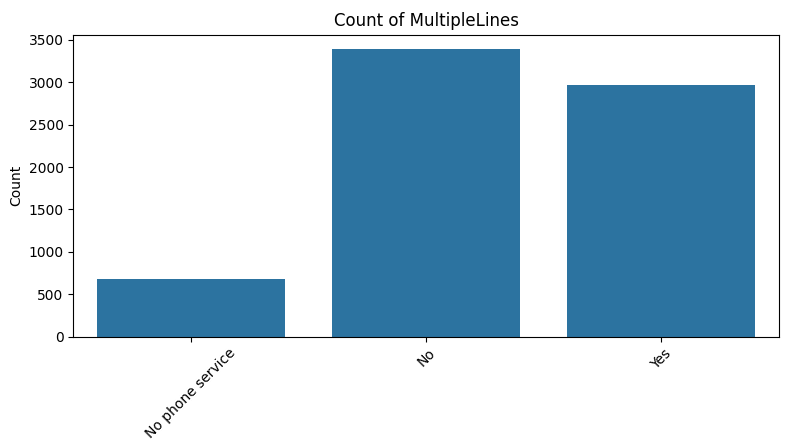 Count of MultipleLines
Count
3500
3000
2500
2000
1500
1000
500
0
No phone service
No
Yes